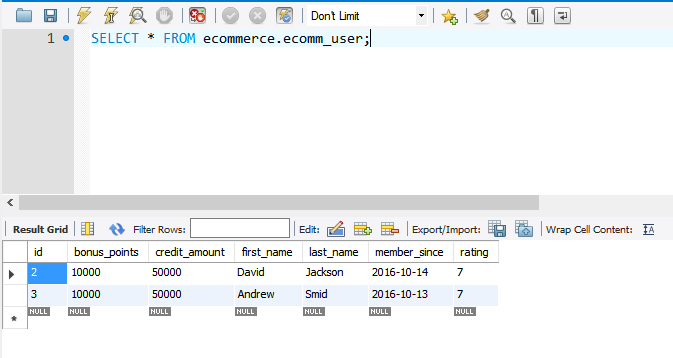 Don't Limit
1 SELECT * FROM ecommerce.ecomm_user;
Result Grid Filter Rows: Edit: Export/Import: Wrap Cell Content:
id bonus_points credit_amount first_name last_name member_since rating
2 10000 50000 David Jackson 2016-10-14 7
3 10000 50000 Andrew Smid 2016-10-13 7
NULL NULL NULL NULL NULL NULL NULL